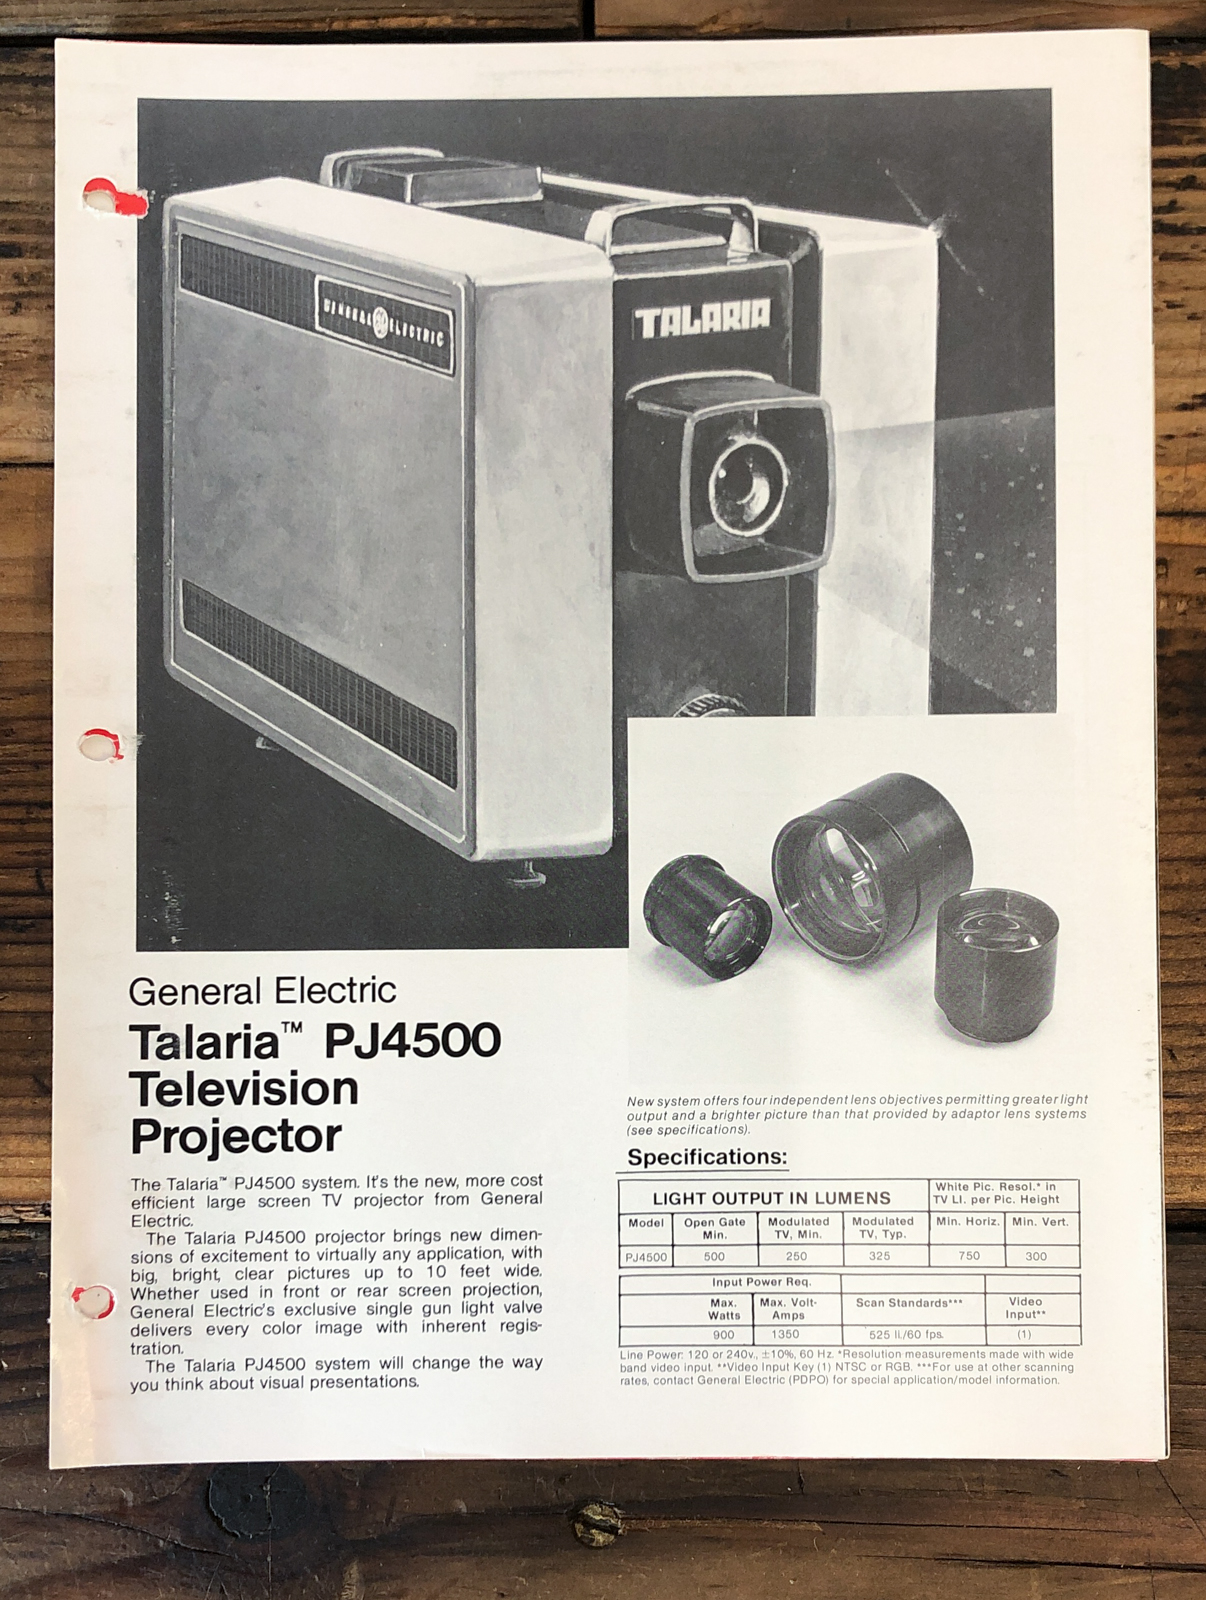 GENERAL ELECTRIC
TALARIA
General Electric
Talaria™ PJ4500
Television
Projector
The Talaria™ PJ4500 system. It's the new, more cost
efficient large screen TV projector from General
Electric.
The Talaria PJ4500 projector brings new dimen-
sions of excitement to virtually any application, with
big, bright, clear pictures up to 10 feet wide.
Whether used in front or rear screen projection,
General Electric's exclusive single gun light valve
delivers every color image with inherent regis-
tration.
The Talaria PJ4500 system will change the way
you think about visual presentations.
New system offers four independent lens objectives permitting greater light
output and a brighter picture than that provided by adaptor lens systems
(see specifications).
Specifications:
LIGHT OUTPUT IN LUMENS White Pic. Resol.* in
TV LI. per Pic. Height
Model Open Gate Modulated Modulated Min. Horiz. Min. Vert.
Min. TV, Min. TV, Typ.
PJ4500 500 250 325 750 300
Input Power Req.
Max. Max. Volt- Scan Standards*** Video
Watts Amps Input**
900 1350 525 ll./60 fps. (1)
Line Power: 120 or 240v., ±10%, 60 Hz. *Resolution measurements made with wide
band video input. **Video Input Key (1) NTSC or RGB. ***For use at other scanning
rates, contact General Electric (PDPO) for special application/model information.